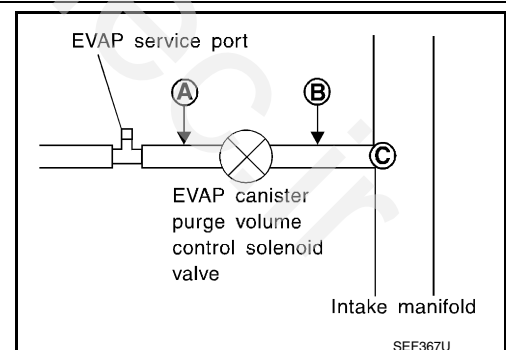 EVAP service port
A
B
C
EVAP canister
purge volume
control solenoid
valve
Intake manifold
SEF367U